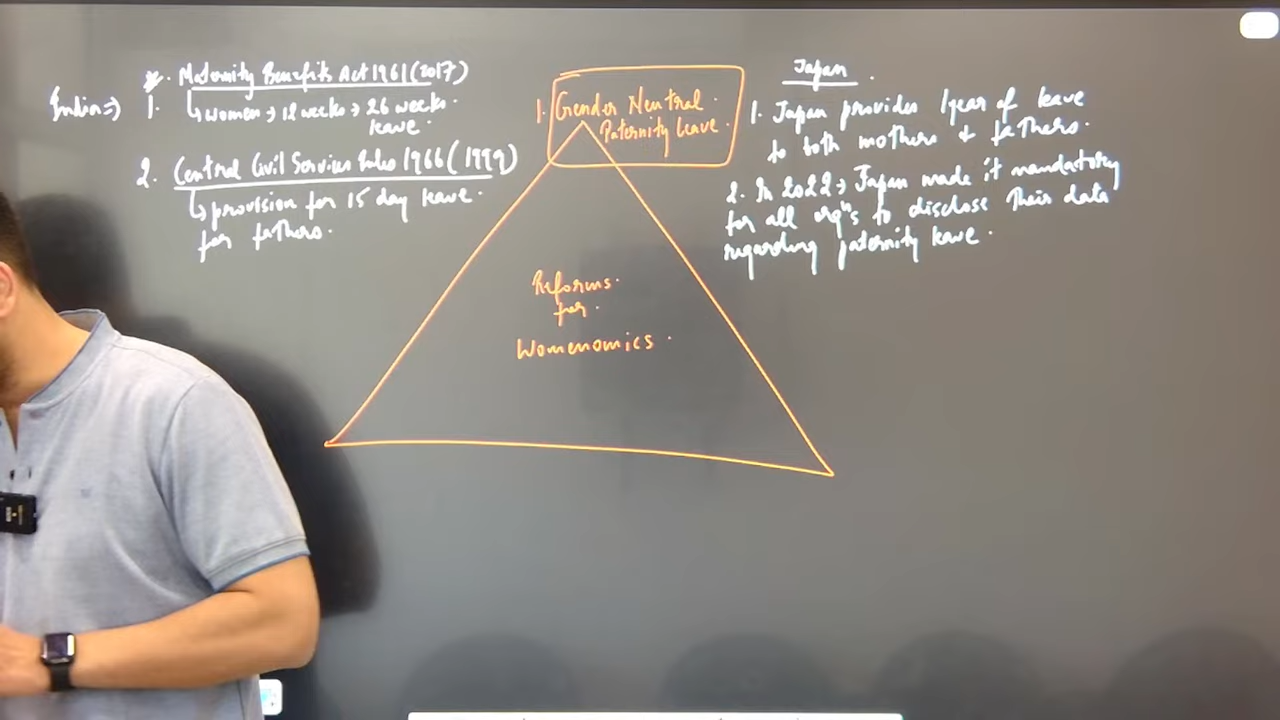 India ⇒ 1. Maternity Benefits Act 1961 (2017)
↳ women → 12 weeks → 26 weeks
leave.
2. Central Civil Services Rules 1966 (1999)
↳ provision for 15 day leave.
for fathers.
1. Gender Neutral.
Paternity leave.
Reforms.
for.
Womenomics.
Japan.
1. Japan provides 1 year of leave
to both mothers & fathers.
2. In 2022 → Japan made it mandatory
for all orgⁿs to disclose their data
regarding paternity leave.